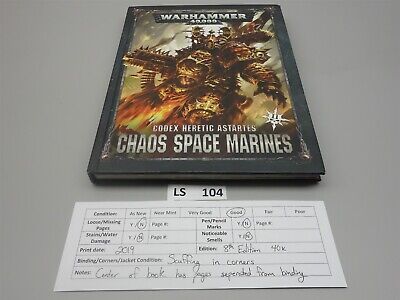 WARHAMMER
40,000
CODEX HERETIC ASTARTES
CHAOS SPACE MARINES
LS 104
Condition: As New Near Mint Very Good Good Fair Poor
Loose/Missing Pages Y / N Page #: Pen/Pencil Marks Y / N Page #:
Stains/Water Damage Y / N Page #: Noticeable Smells Y / N
Print date: 2019 Edition: 8th Edition 40K
Binding/Corners/Jacket Condition: Scuffing in corners
Notes: Center of book has pages seperated from binding